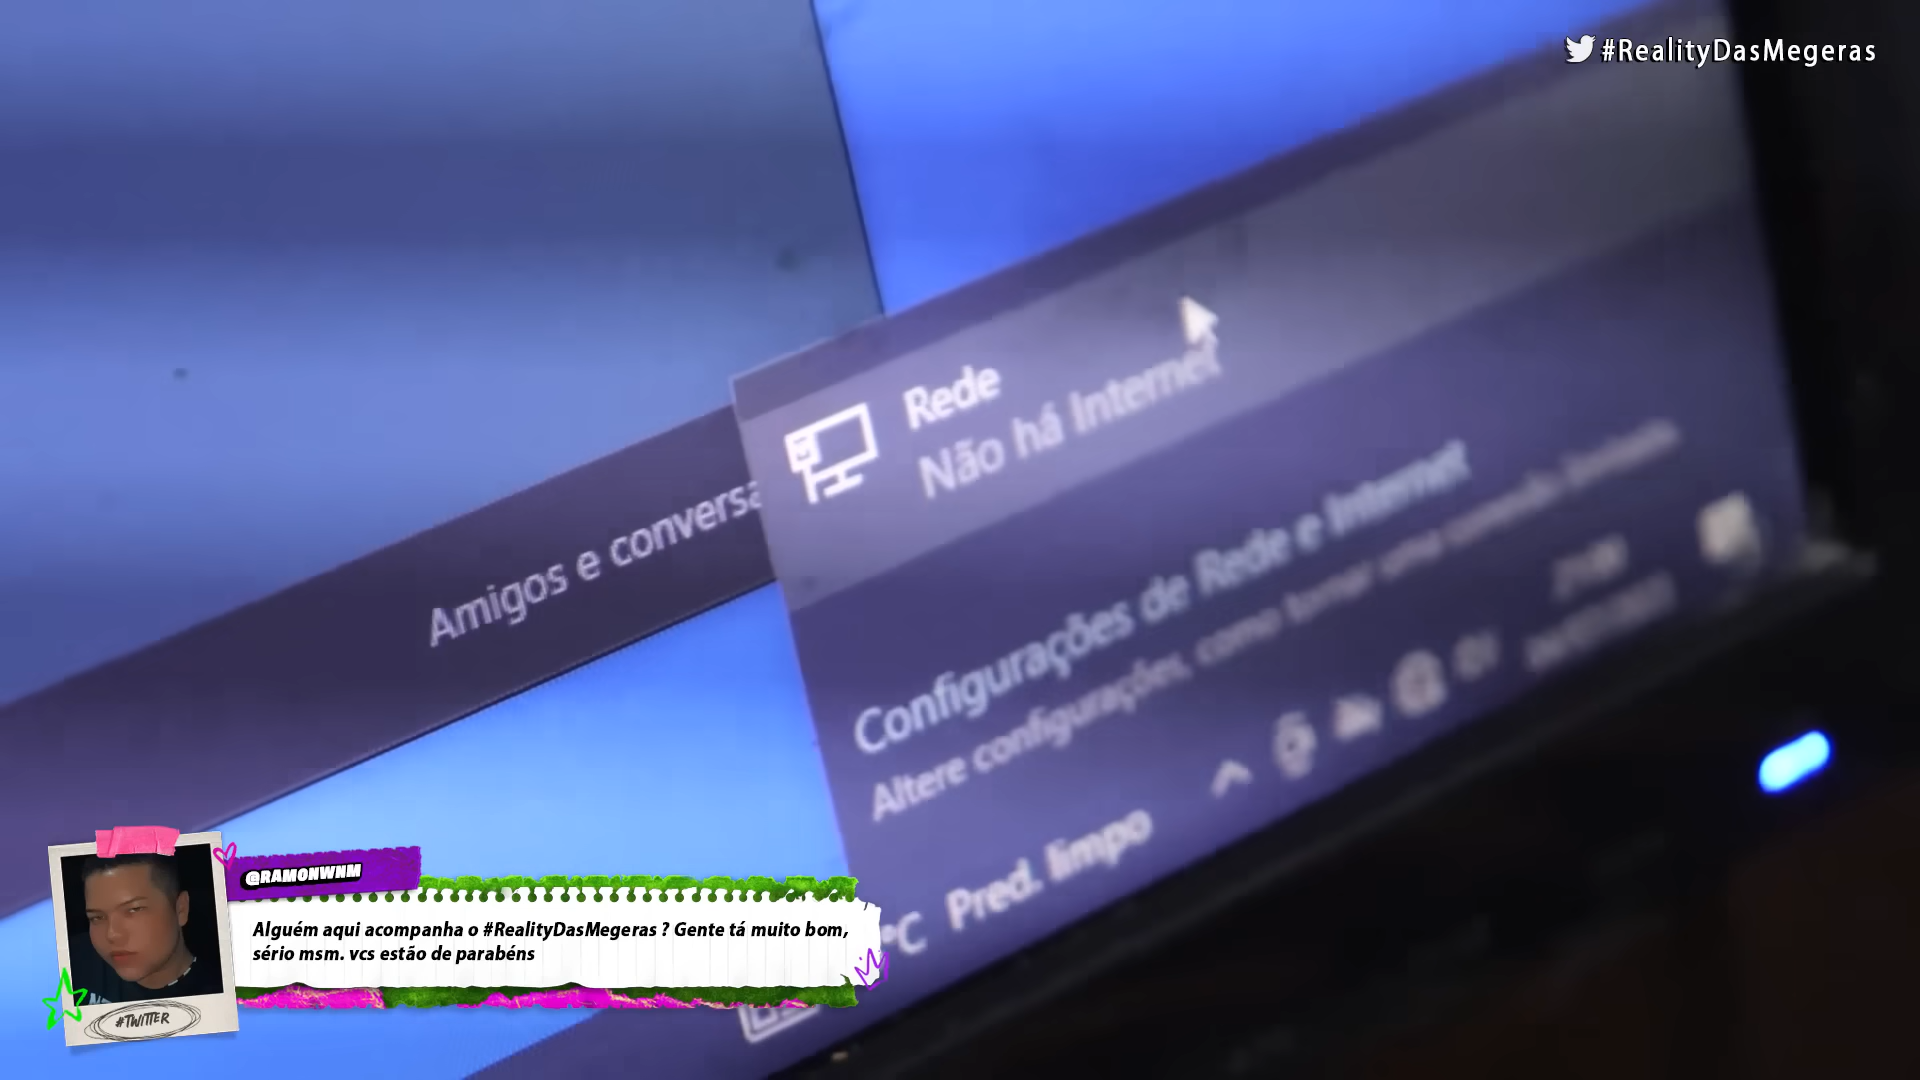 #RealityDasMegeras
Rede
Não há Internet
Amigos e conversa
Configurações de Rede e Internet
Altere configurações, como tornar uma conexão
°C Pred. limpo
@RAMONWNM
Alguém aqui acompanha o #RealityDasMegeras ? Gente tá muito bom,
sério msm. vcs estão de parabéns
#TWITTER